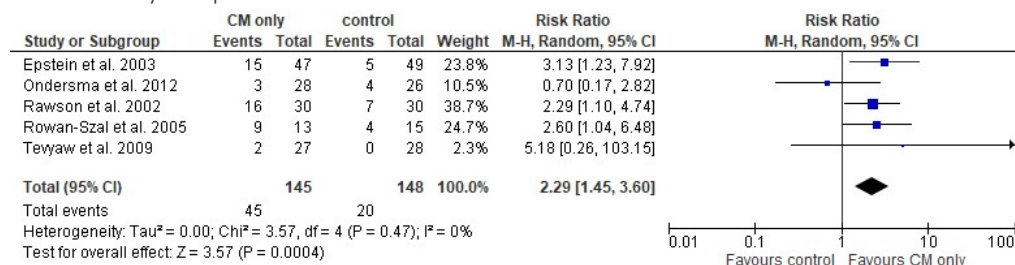 CM only control Risk Ratio Risk Ratio
Study or Subgroup Events Total Events Total Weight M-H, Random, 95% CI M-H, Random, 95% CI
Epstein et al. 2003 15 47 5 49 23.8% 3.13 [1.23, 7.92]
Ondersma et al. 2012 3 28 4 26 10.5% 0.70 [0.17, 2.82]
Rawson et al. 2002 16 30 7 30 38.7% 2.29 [1.10, 4.74]
Rowan-Szal et al. 2005 9 13 4 15 24.7% 2.60 [1.04, 6.48]
Tevyaw et al. 2009 2 27 0 28 2.3% 5.18 [0.26, 103.15]
Total (95% CI) 145 148 100.0% 2.29 [1.45, 3.60]
Total events 45 20
Heterogeneity: Tau² = 0.00; Chi² = 3.57, df = 4 (P = 0.47); I² = 0%
Test for overall effect: Z = 3.57 (P = 0.0004)
0.01 0.1 1 10 100
Favours control Favours CM only